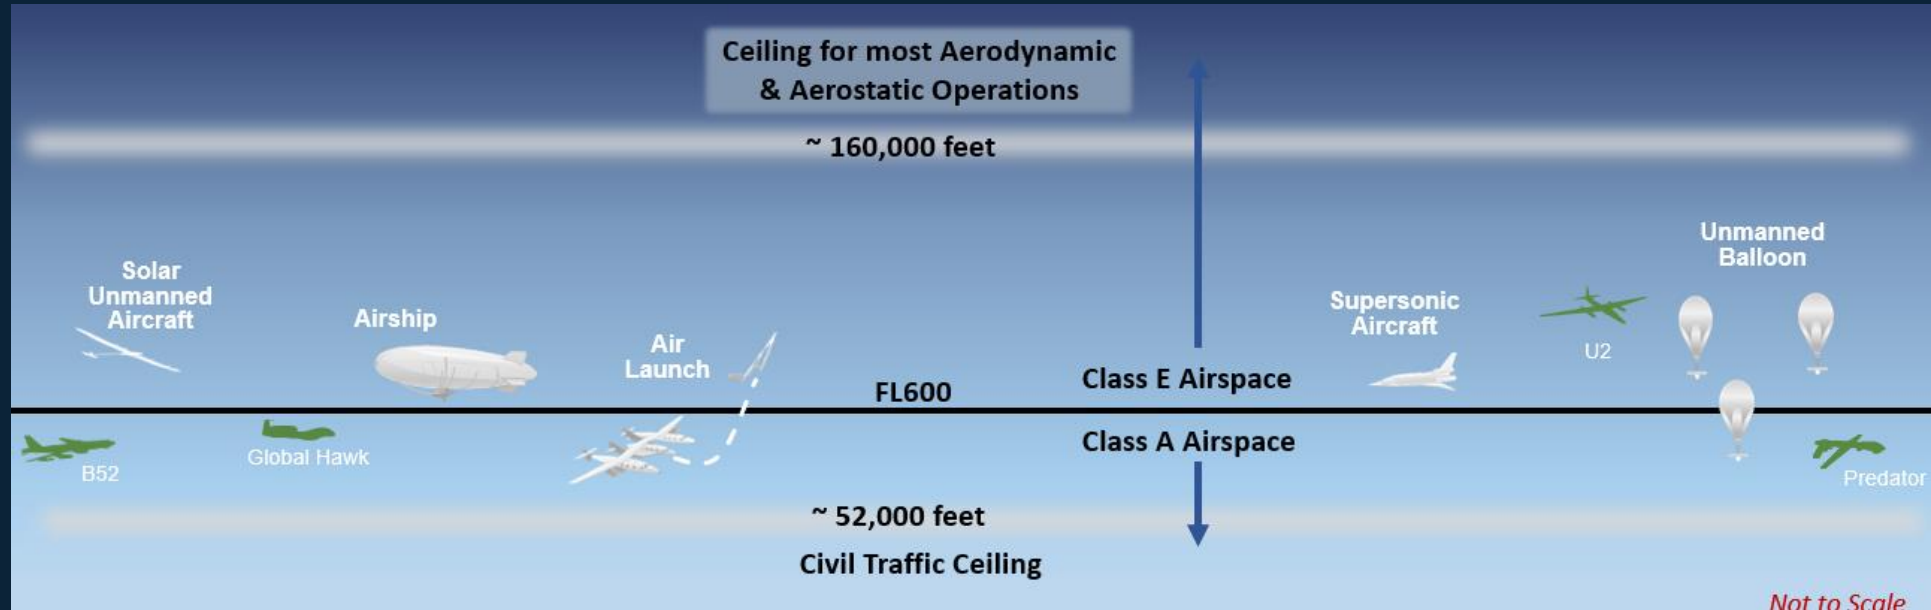 Ceiling for most Aerodynamic
& Aerostatic Operations
~ 160,000 feet
Solar
Unmanned
Aircraft
Airship
Air
Launch
FL600
Class E Airspace
Supersonic
Aircraft
U2
Unmanned
Balloon
B52
Global Hawk
Class A Airspace
Predator
~ 52,000 feet
Civil Traffic Ceiling
Not to Scale